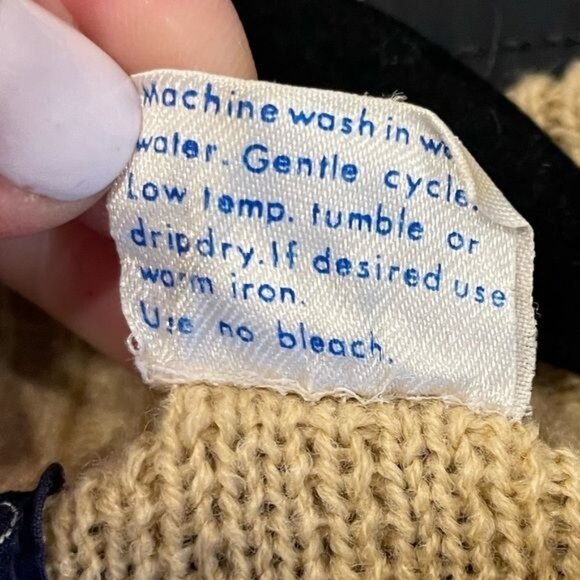 Machine wash in
water. Gentle cycle.
Low temp. tumble or
dripdry. If desired use
warm iron.
Use no bleach.